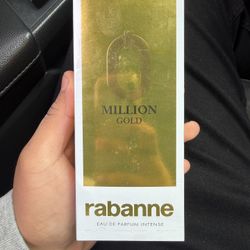 MILLION
GOLD
rabanne
EAU DE PARFUM INTENSE